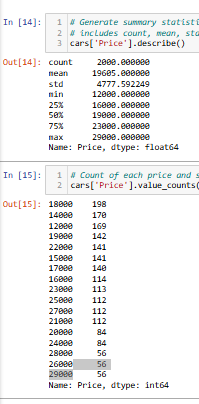 In [14]:
1 # Generate summary statisti
2 # includes count, mean, sta
3 cars['Price'].describe()
Out[14]: count 2000.000000
mean 19605.000000
std 4777.592249
min 12000.000000
25% 16000.000000
50% 19000.000000
75% 23000.000000
max 29000.000000
Name: Price, dtype: float64
In [15]:
1 # Count of each price and s
2 cars['Price'].value_counts(
Out[15]: 18000 198
14000 170
12000 169
19000 142
22000 141
15000 141
17000 140
16000 114
23000 113
25000 112
27000 112
21000 112
20000 84
24000 84
28000 56
26000 56
29000 56
Name: Price, dtype: int64